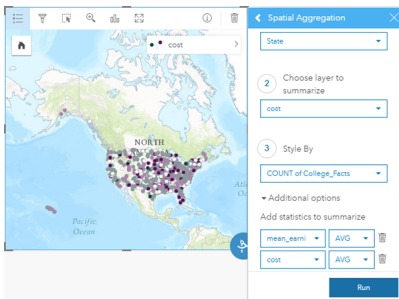 cost
NORTH
Pacific
Ocean
Spatial Aggregation
State
2 Choose layer to
summarize
cost
3 Style By
COUNT of College_Facts
Additional options
Add statistics to summarize
mean_earni AVG
cost AVG
Run